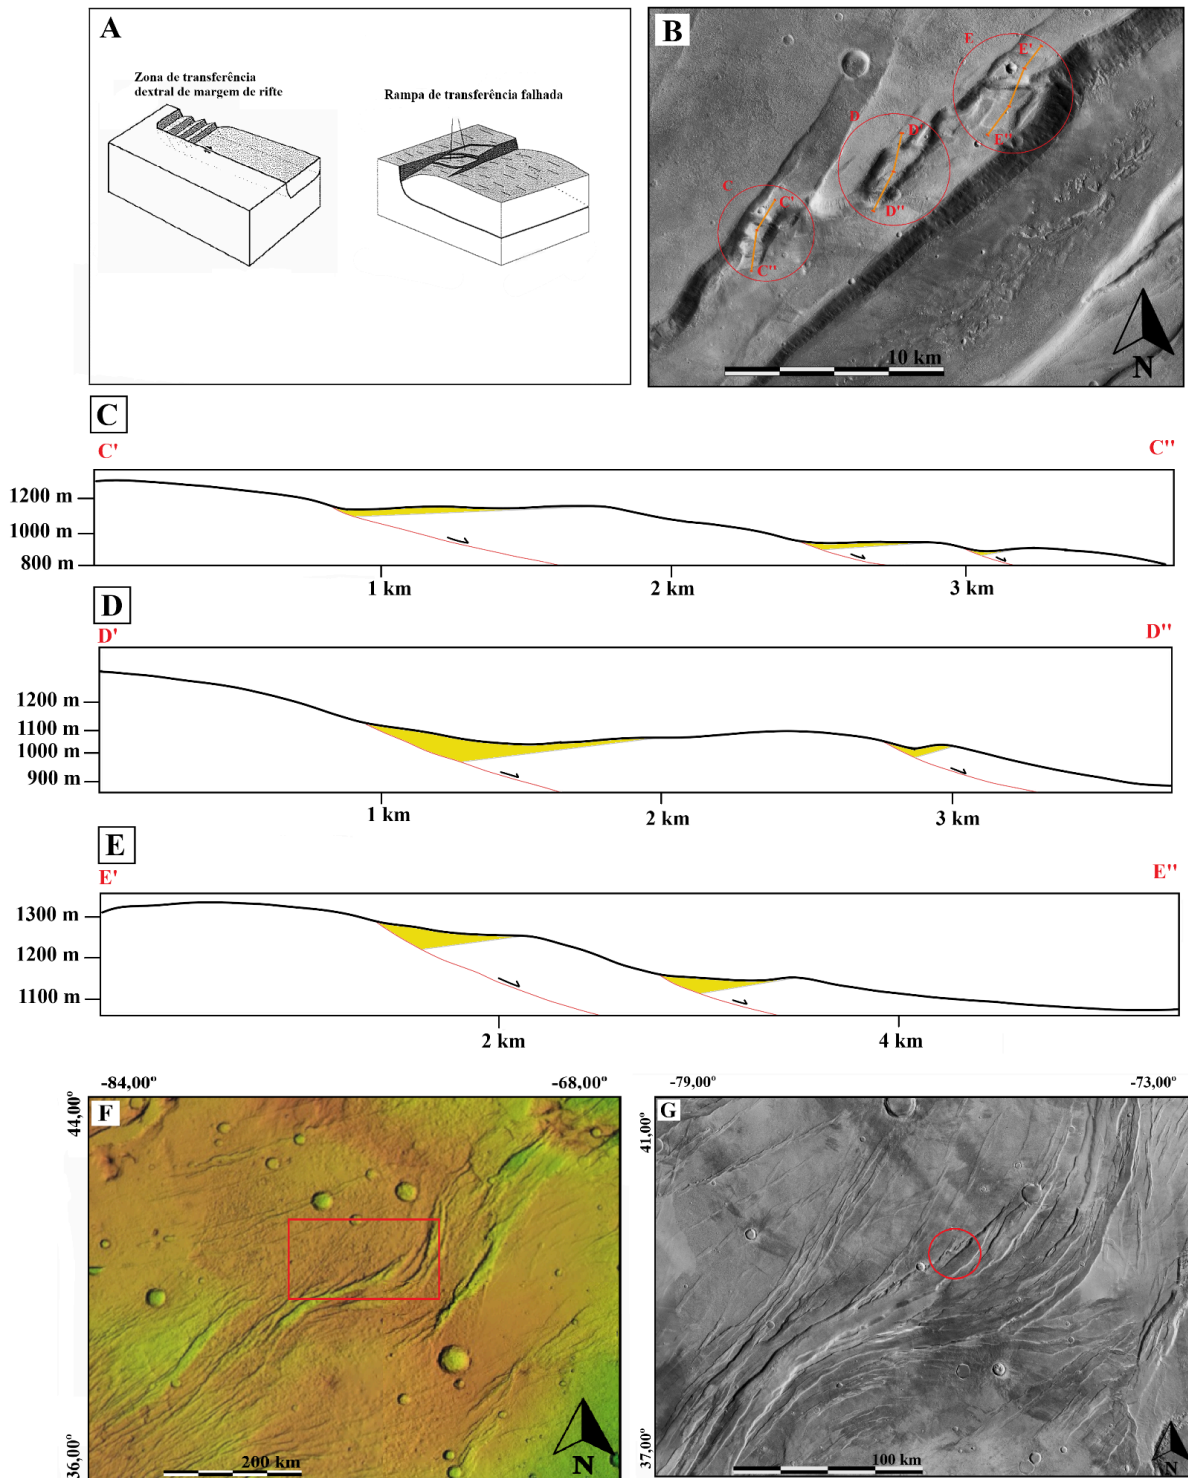 A
Zona de transferência
dextral de margem de rifte
Rampa de transferência falhada
B
E
E'
E"
D
D'
D"
C
C'
C"
10 km
N
C
C'
C"
1200 m
1000 m
800 m
1 km
2 km
3 km
D
D'
D"
1200 m
1100 m
1000 m
900 m
1 km
2 km
3 km
E
E'
E"
1300 m
1200 m
1100 m
2 km
4 km
-84,00º
-68,00º
44,00º
36,00º
F
200 km
N
-79,00º
-73,00º
41,00º
37,00º
G
100 km
N